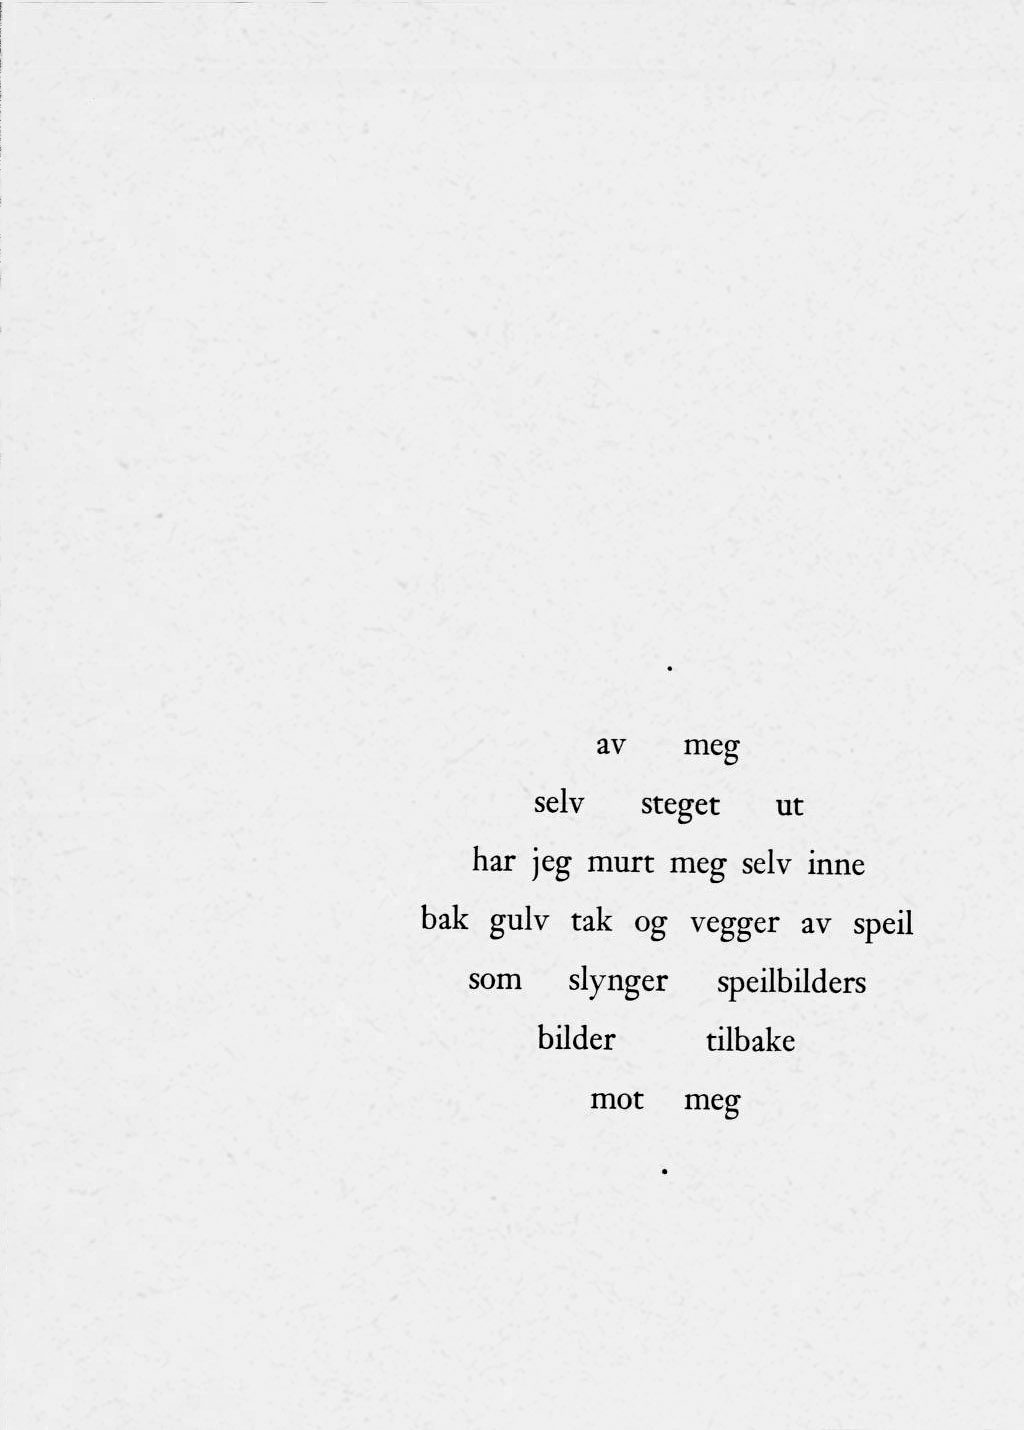 .
av meg
selv steget ut
har jeg murt meg selv inne
bak gulv tak og vegger av speil
som slynger speilbilders
bilder tilbake
mot meg
.